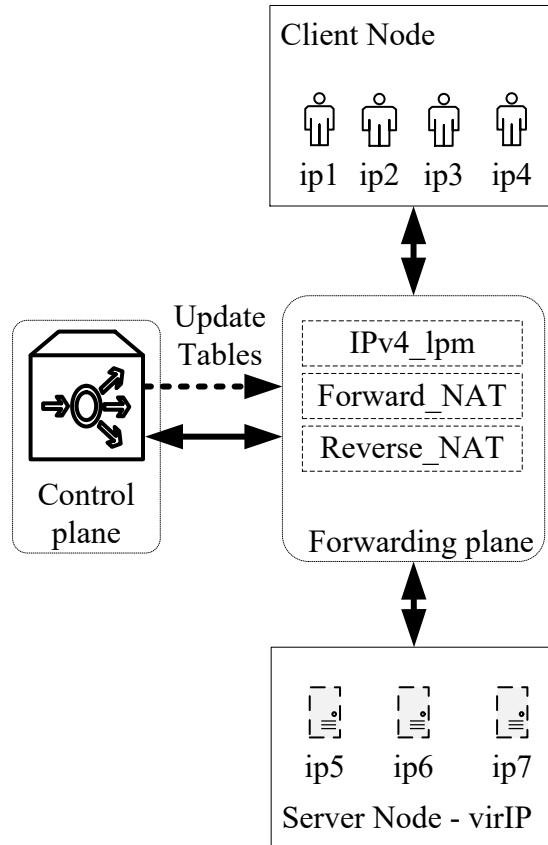 Client Node
ip1 ip2 ip3 ip4
Update
Tables
IPv4_lpm
Forward_NAT
Reverse_NAT
Control
plane
Forwarding plane
ip5 ip6 ip7
Server Node - virIP